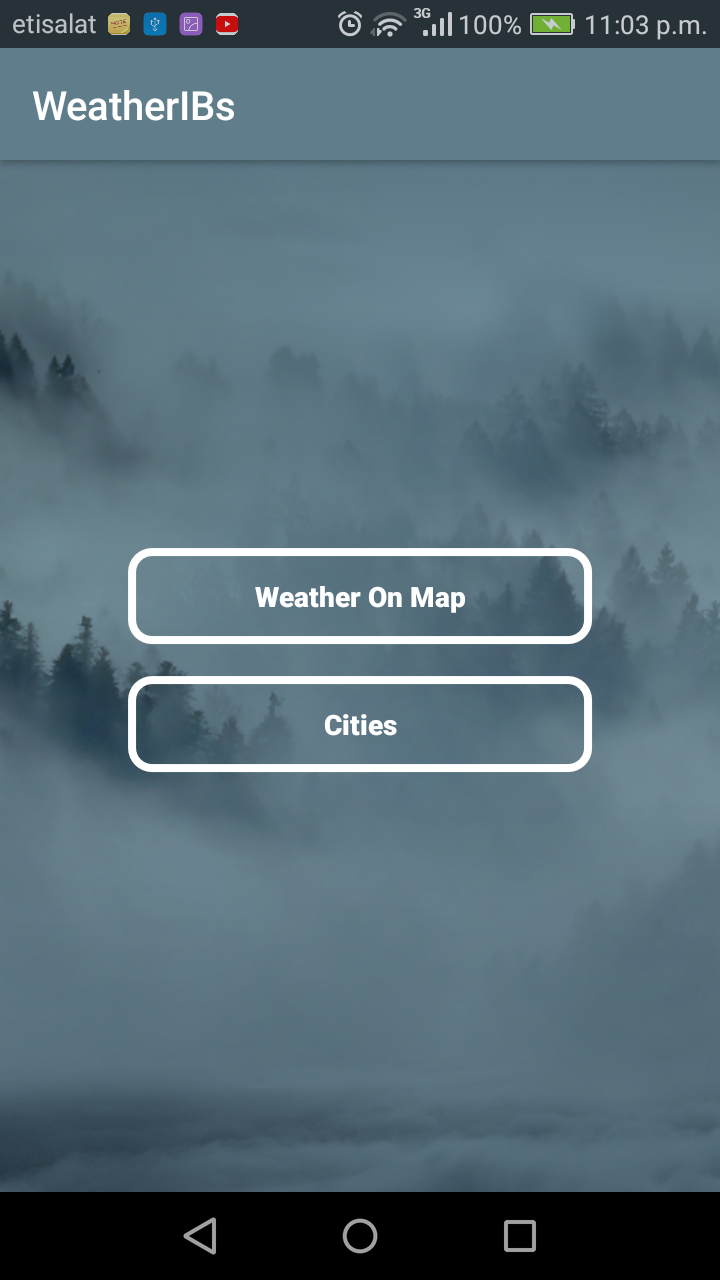 etisalat 3G 100% 11:03 p.m.
WeatherIBs
Weather On Map
Cities